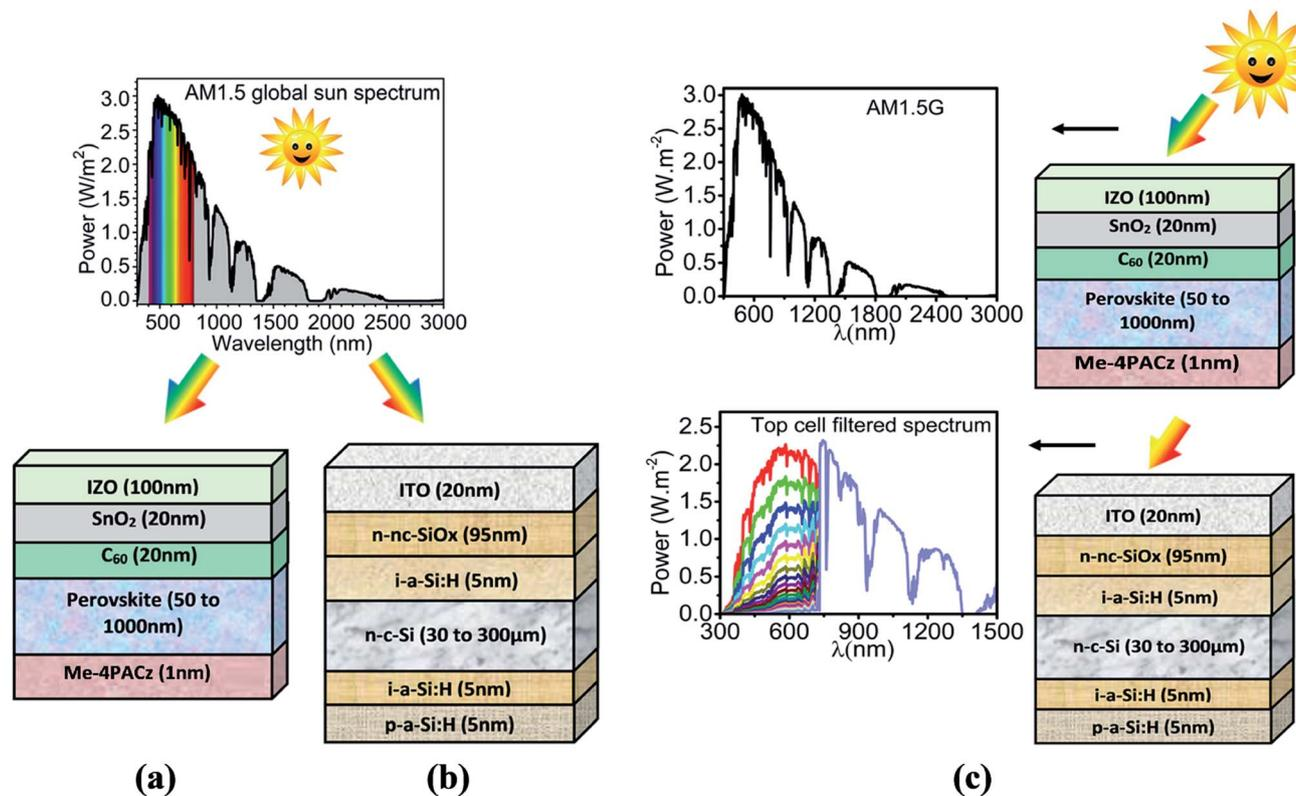 AM1.5 global sun spectrum
Power (W/m²)
3.0
2.5
2.0
1.5
1.0
0.5
0.0
500 1000 1500 2000 2500 3000
Wavelength (nm)
IZO (100nm)
SnO₂ (20nm)
C₆₀ (20nm)
Perovskite (50 to
1000nm)
Me-4PACz (1nm)
(a)
ITO (20nm)
n-nc-SiOx (95nm)
i-a-Si:H (5nm)
n-c-Si (30 to 300µm)
i-a-Si:H (5nm)
p-a-Si:H (5nm)
(b)
AM1.5G
Power (W.m⁻²)
3.0
2.5
2.0
1.5
1.0
0.5
0.0
600 1200 1800 2400 3000
λ(nm)
IZO (100nm)
SnO₂ (20nm)
C₆₀ (20nm)
Perovskite (50 to
1000nm)
Me-4PACz (1nm)
Top cell filtered spectrum
Power (W.m⁻²)
2.5
2.0
1.5
1.0
0.5
0.0
300 600 900 1200 1500
λ(nm)
ITO (20nm)
n-nc-SiOx (95nm)
i-a-Si:H (5nm)
n-c-Si (30 to 300µm)
i-a-Si:H (5nm)
p-a-Si:H (5nm)
(c)